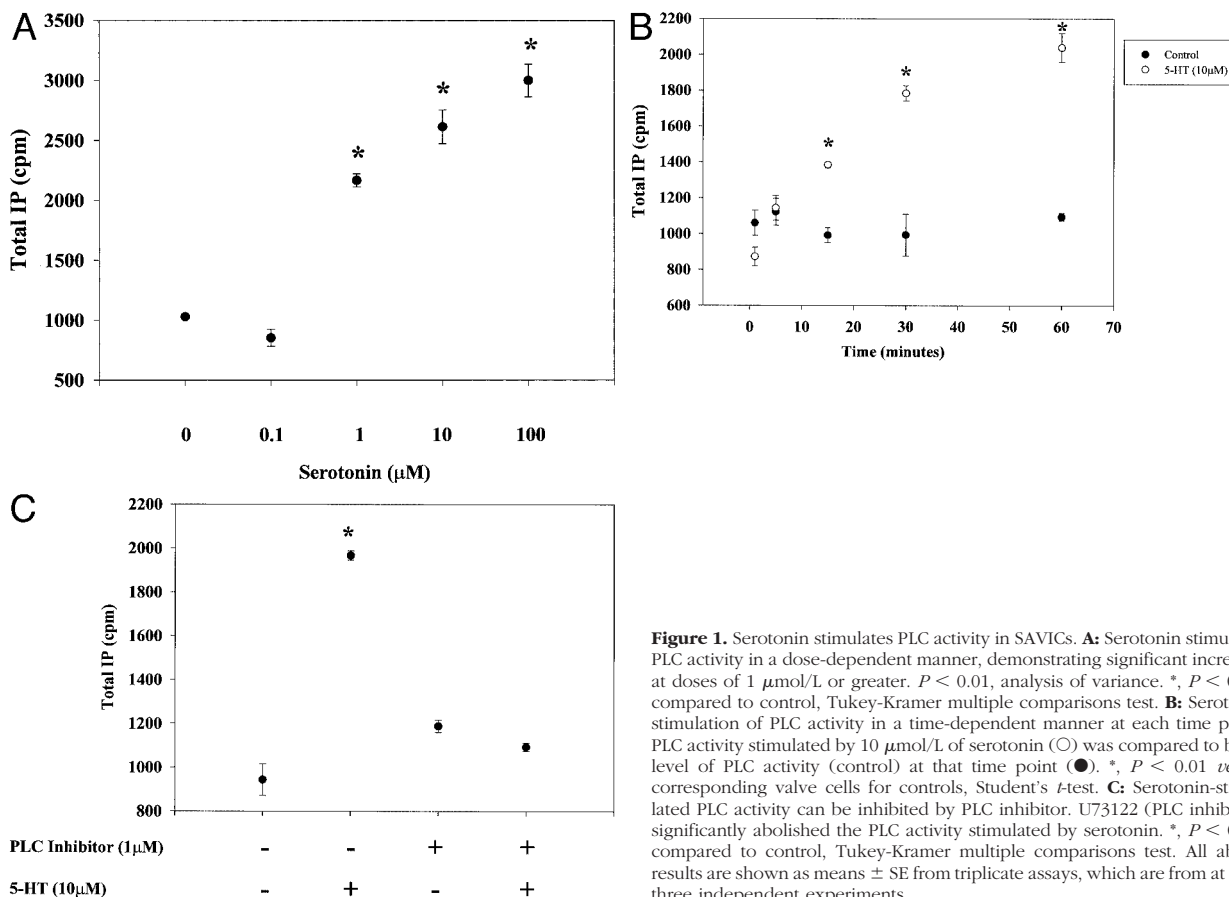 A
3500
3000
2500
2000
1500
1000
500
Total IP (cpm)
*
*
*
0 0.1 1 10 100
Serotonin (μM)
B
2200
2000
1800
1600
1400
1200
1000
800
600
Total IP (cpm)
*
*
*
0 10 20 30 40 50 60 70
Time (minutes)
Control
5-HT (10μM)
C
2200
2000
1800
1600
1400
1200
1000
800
Total IP (cpm)
*
PLC Inhibitor (1μM) - - + +
5-HT (10μM) - + - +
Figure 1. Serotonin stimulates PLC activity in SAVICs. A: Serotonin stimu
PLC activity in a dose-dependent manner, demonstrating significant incre
at doses of 1 μmol/L or greater. P < 0.01, analysis of variance. *, P < 0
compared to control, Tukey-Kramer multiple comparisons test. B: Serot
stimulation of PLC activity in a time-dependent manner at each time p
PLC activity stimulated by 10 μmol/L of serotonin (○) was compared to b
level of PLC activity (control) at that time point (●). *, P < 0.01 ve
corresponding valve cells for controls, Student's t-test. C: Serotonin-sti
lated PLC activity can be inhibited by PLC inhibitor. U73122 (PLC inhib
significantly abolished the PLC activity stimulated by serotonin. *, P < 0
compared to control, Tukey-Kramer multiple comparisons test. All ab
results are shown as means ± SE from triplicate assays, which are from at
three independent experiments